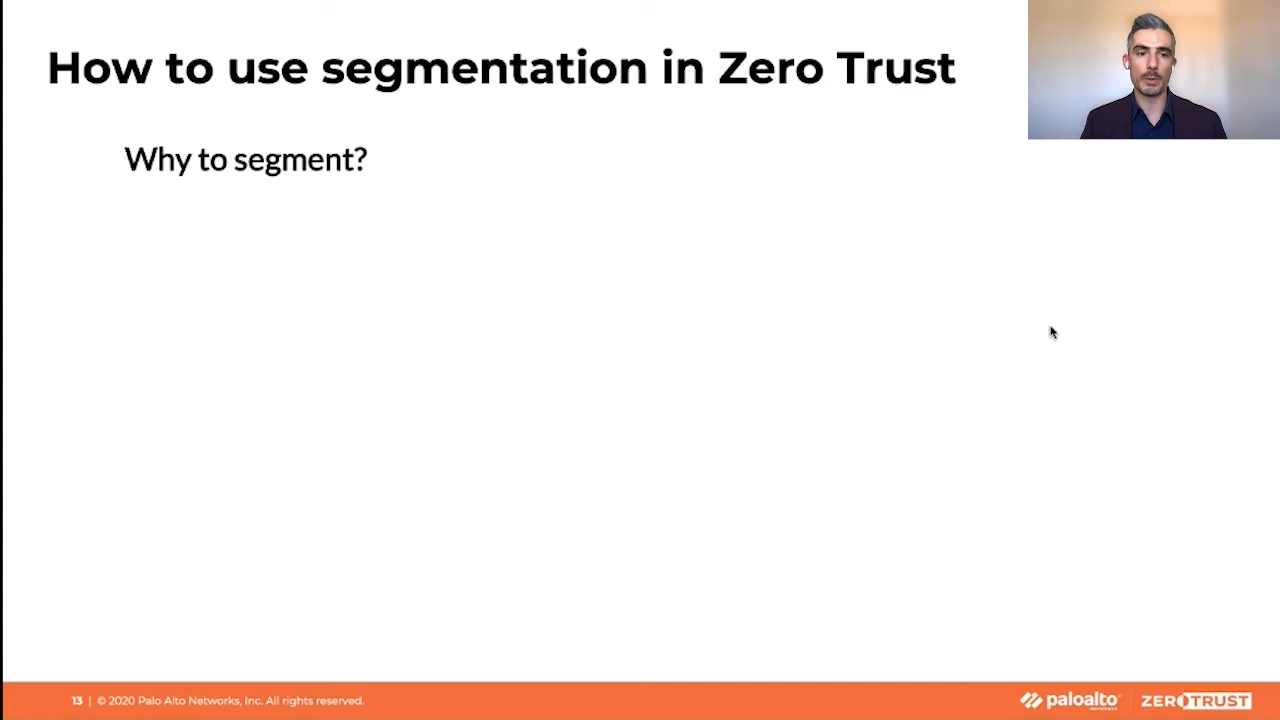 How to use segmentation in Zero Trust
Why to segment?
13 | © 2020 Palo Alto Networks, Inc. All rights reserved.
paloalto
NETWORKS
ZERO TRUST